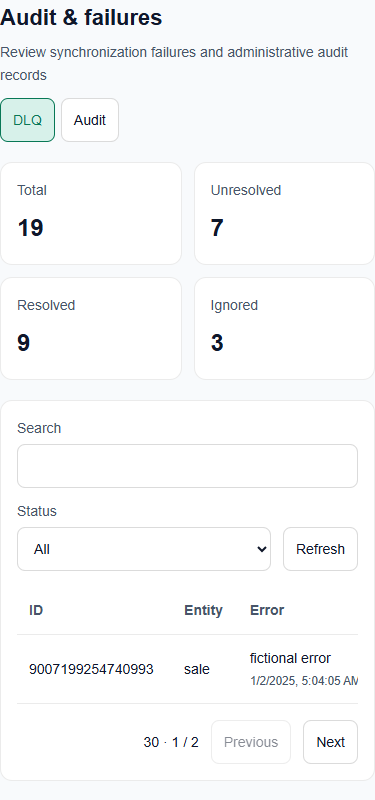 Audit & failures
Review synchronization failures and administrative audit
records
DLQ Audit
Total Unresolved
19 7
Resolved Ignored
9 3
Search
Status
All Refresh
ID Entity Error
9007199254740993 sale fictional error
1/2/2025, 5:04:05 AM
30 · 1 / 2 Previous Next